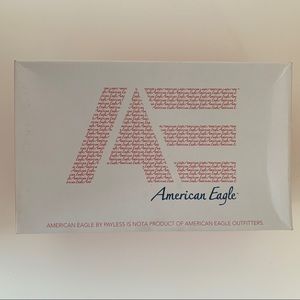 American Eagle
AMERICAN EAGLE BY PAYLESS IS NOT A PRODUCT OF AMERICAN EAGLE OUTFITTERS.